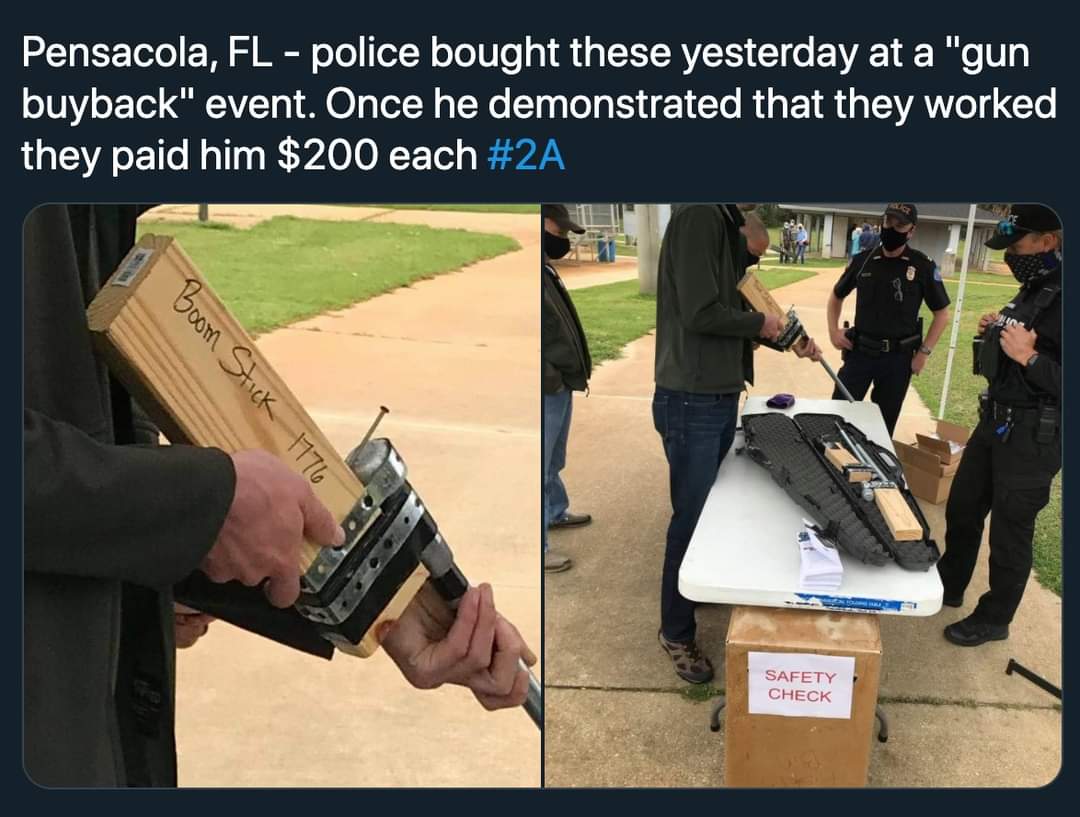 Pensacola, FL - police bought these yesterday at a "gun
buyback" event. Once he demonstrated that they worked
they paid him $200 each #2A
Boom Stick 1776
SAFETY
CHECK